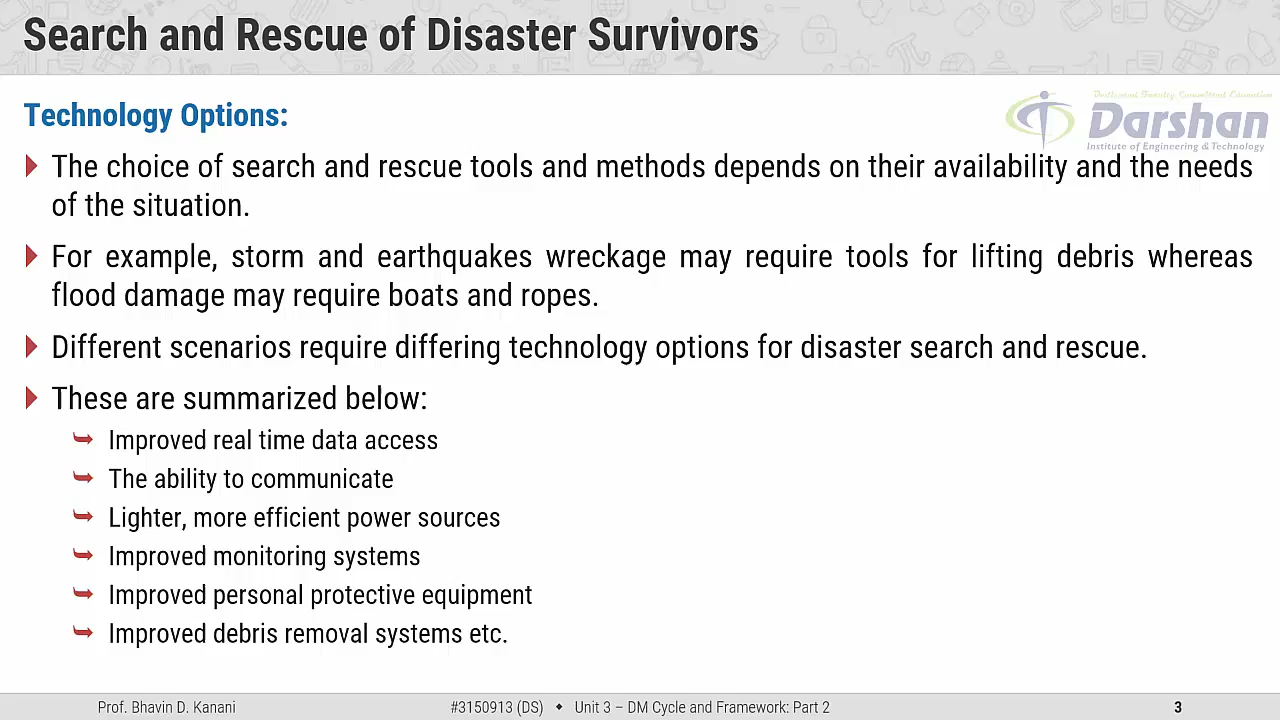 Search and Rescue of Disaster Survivors
Dedicated Faculty Committed Education
Darshan
Institute of Engineering & Technology
Technology Options:
The choice of search and rescue tools and methods depends on their availability and the needs
of the situation.
For example, storm and earthquakes wreckage may require tools for lifting debris whereas
flood damage may require boats and ropes.
Different scenarios require differing technology options for disaster search and rescue.
These are summarized below:
Improved real time data access
The ability to communicate
Lighter, more efficient power sources
Improved monitoring systems
Improved personal protective equipment
Improved debris removal systems etc.
Prof. Bhavin D. Kanani
#3150913 (DS) ◆ Unit 3 – DM Cycle and Framework: Part 2
3